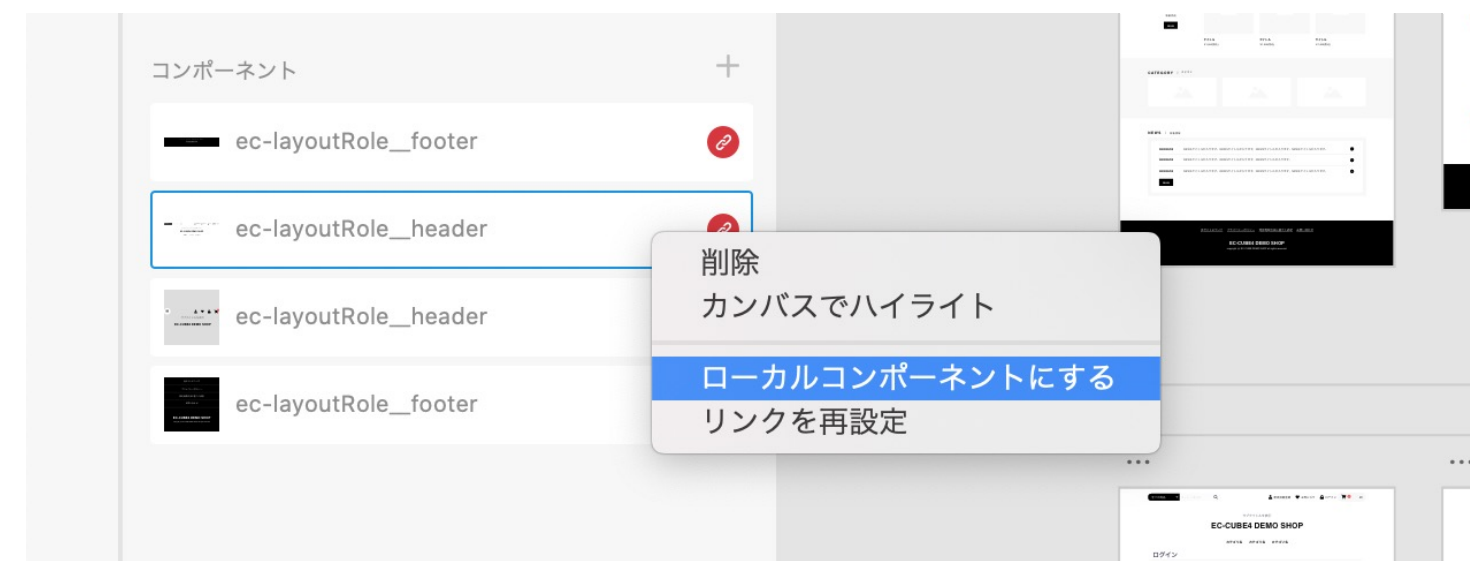 コンポーネント
ec-layoutRole__footer
ec-layoutRole__header
ec-layoutRole__header
ec-layoutRole__footer
削除
カンバスでハイライト
ローカルコンポーネントにする
リンクを再設定
CATEGORY
NEWS
EC-CUBE4 DEMO SHOP
EC-CUBE4 DEMO SHOP
ログイン